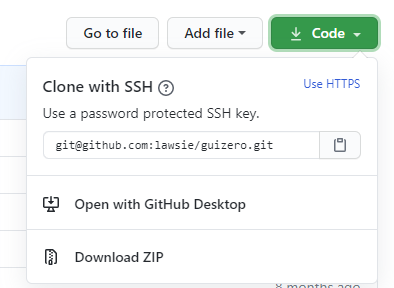 Go to file
Add file
Code
Clone with SSH
Use HTTPS
Use a password protected SSH key.
git@github.com:lawsie/guizero.git
Open with GitHub Desktop
Download ZIP
8 months ago